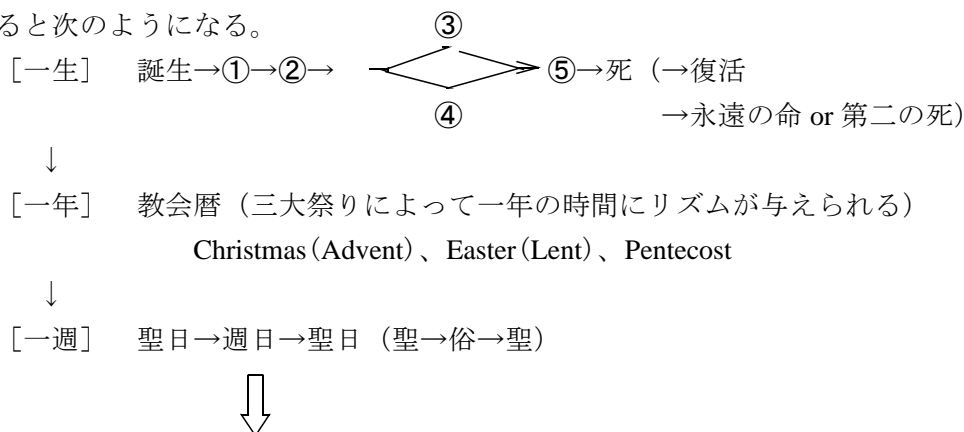 ると次のようになる。
③
［一生］ 誕生→①→②→ ⑤→死（→復活
④ →永遠の命 or 第二の死）
↓
［一年］ 教会暦（三大祭りによって一年の時間にリズムが与えられる）
Christmas（Advent）、Easter（Lent）、Pentecost
↓
［一週］ 聖日→週日→聖日（聖→俗→聖）